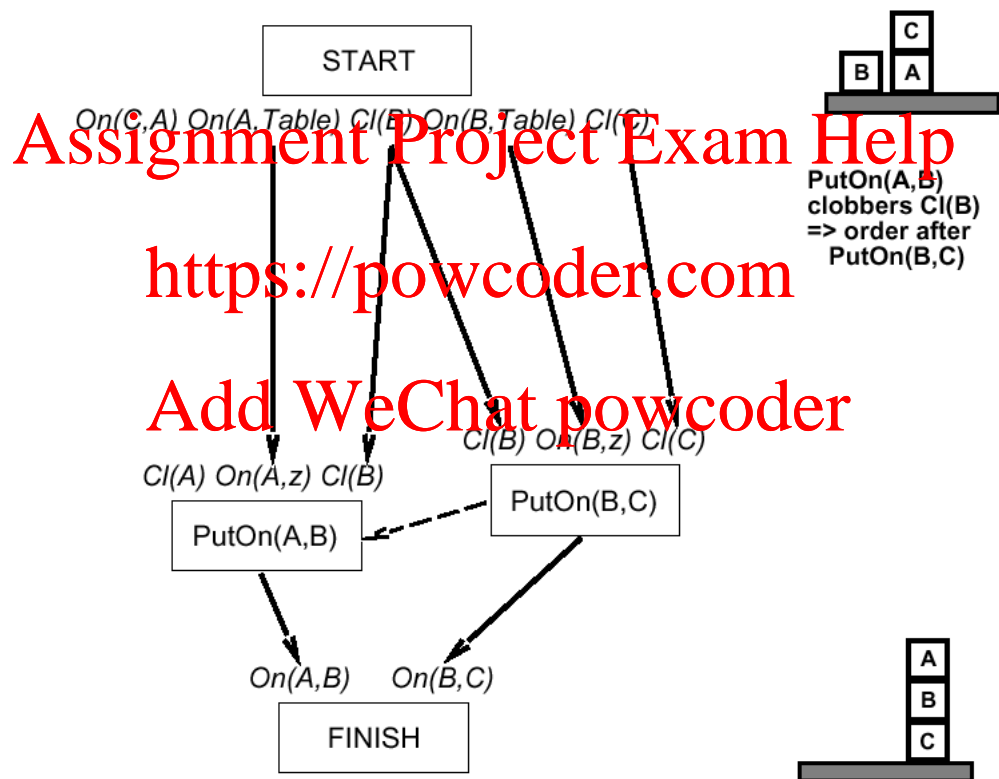 START
C
B A
On(C,A) On(A,Table) Cl(B) On(B,Table) Cl(C)
Assignment Project Exam Help
PutOn(A,B)
clobbers Cl(B)
=> order after
PutOn(B,C)
https://powcoder.com
Add WeChat powcoder
Cl(B) On(B,z) Cl(C)
Cl(A) On(A,z) Cl(B)
PutOn(B,C)
PutOn(A,B)
On(A,B) On(B,C)
FINISH
A
B
C